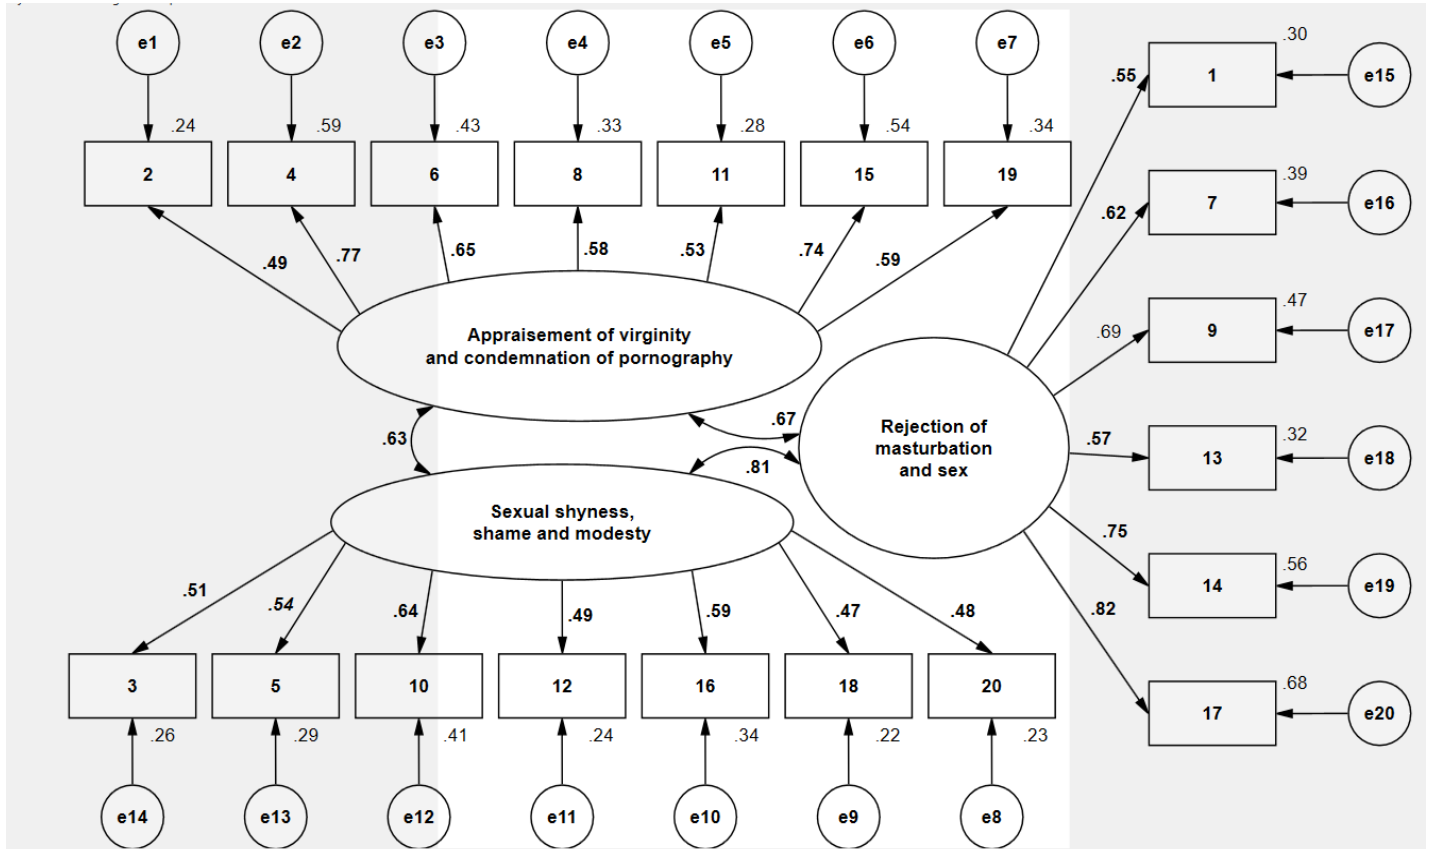 e1 e2 e3 e4 e5 e6 e7
.24 .59 .43 .33 .28 .54 .34
2 4 6 8 11 15 19
.49 .77 .65 .58 .53 .74 .59
Appraisement of virginity
and condemnation of pornography
.63 .67 .81
Rejection of
masturbation
and sex
Sexual shyness,
shame and modesty
.51 .54 .64 .49 .59 .47 .48
3 5 10 12 16 18 20
.26 .29 .41 .24 .34 .22 .23
e14 e13 e12 e11 e10 e9 e8
.55 1 .30 e15
.62 7 .39 e16
.69 9 .47 e17
.57 13 .32 e18
.75 14 .56 e19
.82 17 .68 e20